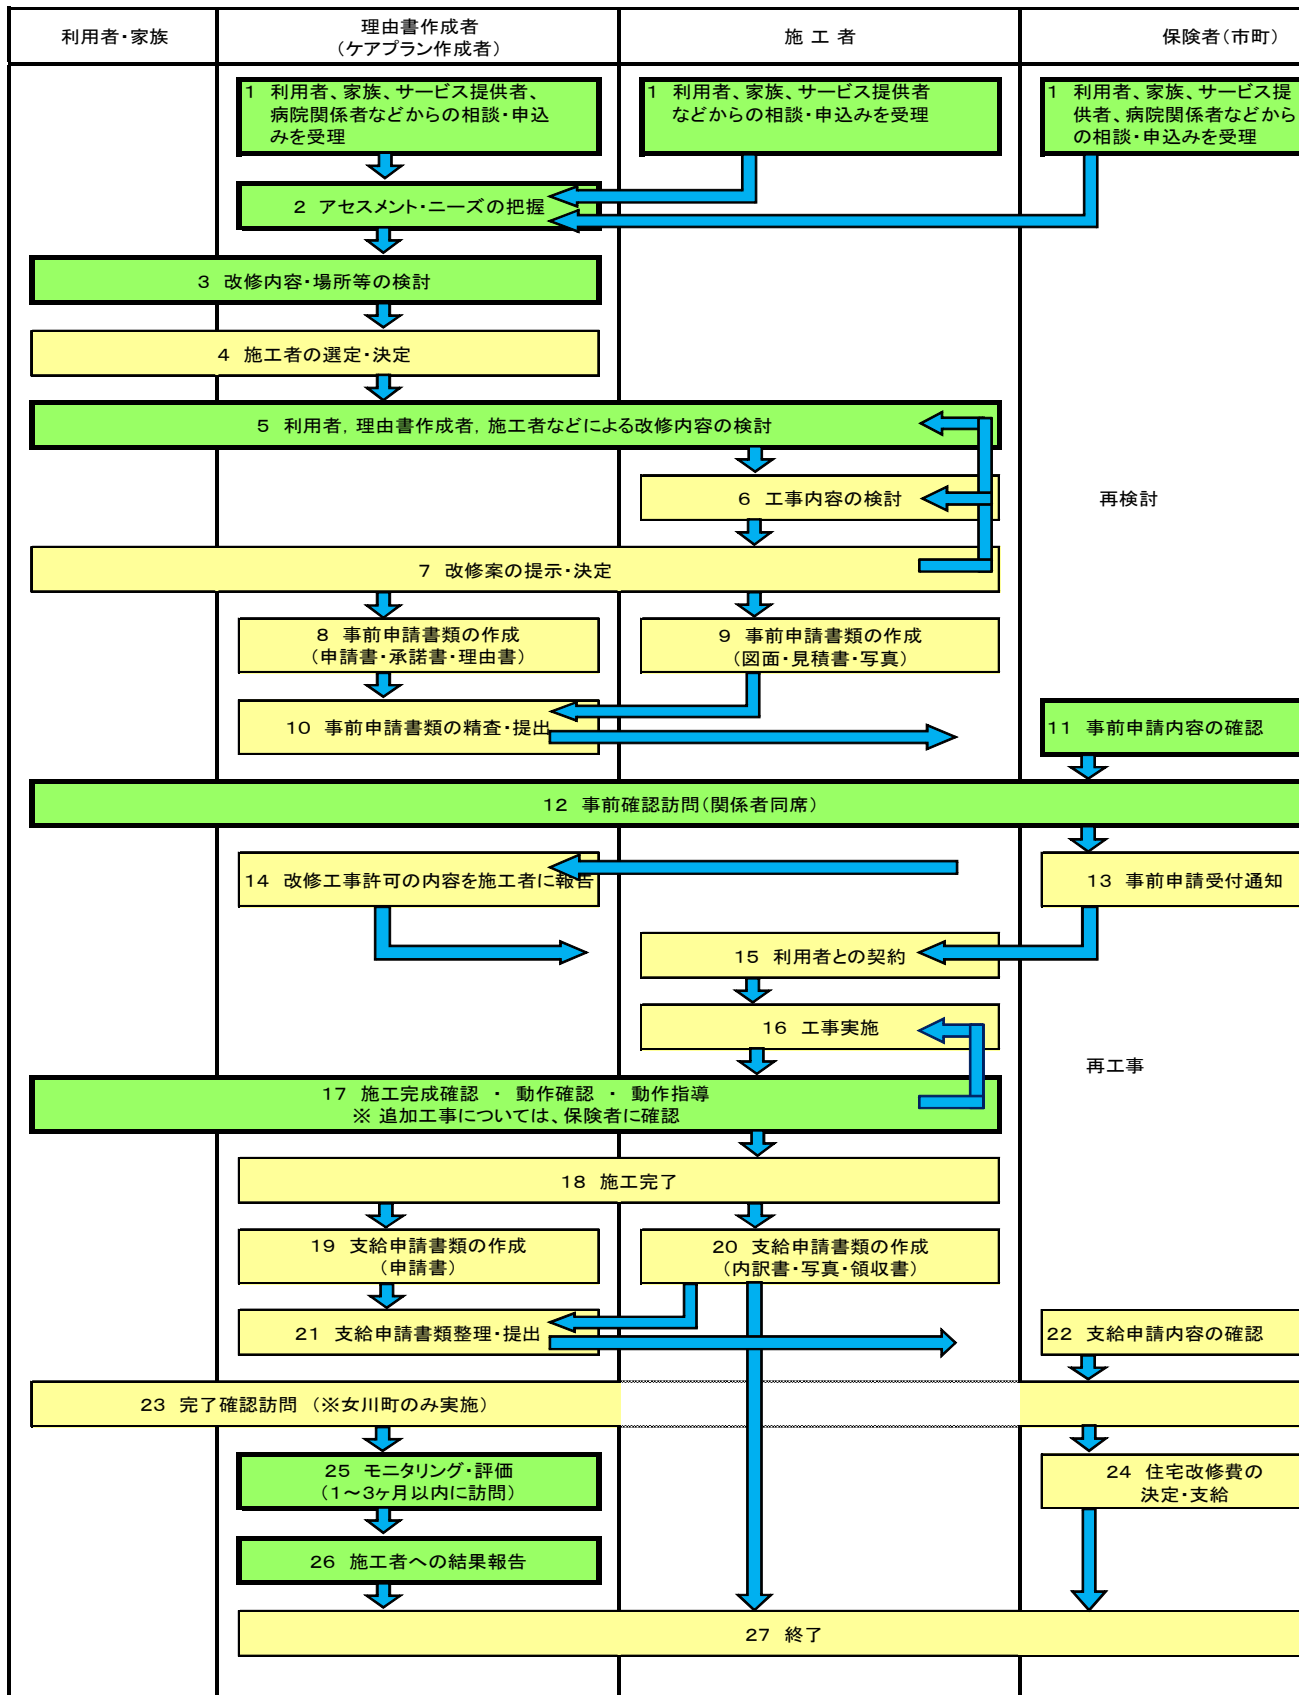 利用者・家族
理由書作成者
(ケアプラン作成者)
施 工 者
保険者(市町)
1 利用者、家族、サービス提供者、
病院関係者などからの相談・申込
みを受理
1 利用者、家族、サービス提供者
などからの相談・申込みを受理
1 利用者、家族、サービス提
供者、病院関係者などから
の相談・申込みを受理
2 アセスメント・ニーズの把握
3 改修内容・場所等の検討
4 施工者の選定・決定
5 利用者, 理由書作成者, 施工者などによる改修内容の検討
6 工事内容の検討
再検討
7 改修案の提示・決定
8 事前申請書類の作成
(申請書・承諾書・理由書)
9 事前申請書類の作成
(図面・見積書・写真)
10 事前申請書類の精査・提出
11 事前申請内容の確認
12 事前確認訪問(関係者同席)
14 改修工事許可の内容を施工者に報告
13 事前申請受付通知
15 利用者との契約
16 工事実施
再工事
17 施工完成確認 ・ 動作確認 ・ 動作指導
※ 追加工事については、保険者に確認
18 施工完了
19 支給申請書類の作成
(申請書)
20 支給申請書類の作成
(内訳書・写真・領収書)
21 支給申請書類整理・提出
22 支給申請内容の確認
23 完了確認訪問 (※女川町のみ実施)
25 モニタリング・評価
(1~3ヶ月以内に訪問)
24 住宅改修費の
決定・支給
26 施工者への結果報告
27 終了